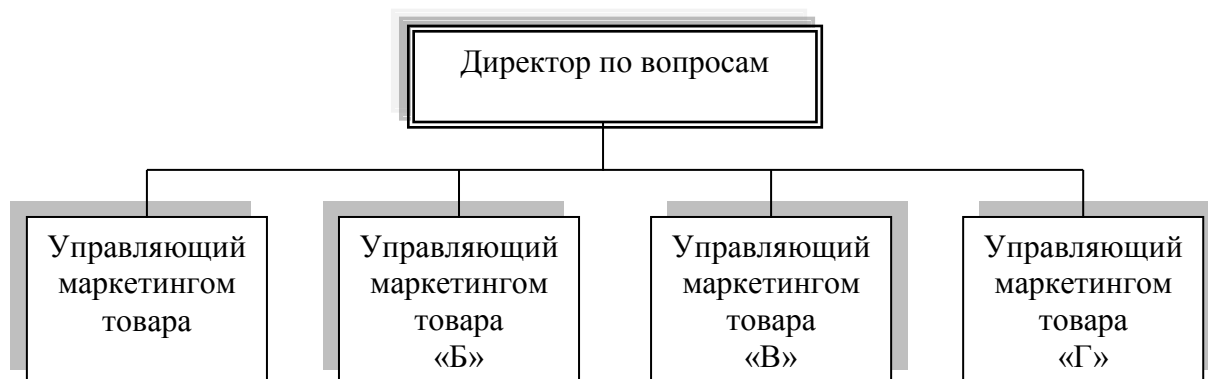 Директор по вопросам
Управляющий
маркетингом
товара
Управляющий
маркетингом
товара
«Б»
Управляющий
маркетингом
товара
«В»
Управляющий
маркетингом
товара
«Г»